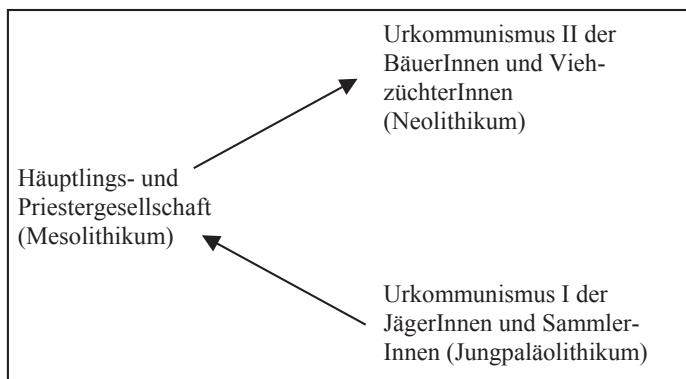 Urkommunismus II der
BäuerInnen und Vieh-
züchterInnen
(Neolithikum)
Häuptlings- und
Priestergesellschaft
(Mesolithikum)
Urkommunismus I der
JägerInnen und Sammler-
Innen (Jungpaläolithikum)